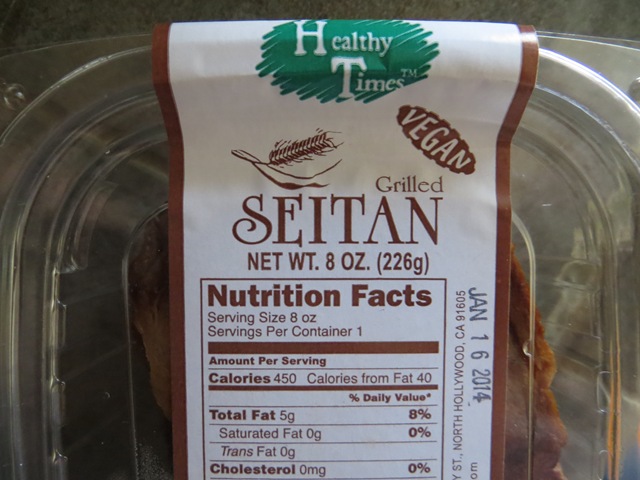 Healthy
Times™
VEGAN
Grilled
SEITAN
NET WT. 8 OZ. (226g)
Nutrition Facts
Serving Size 8 oz
Servings Per Container 1
Amount Per Serving
Calories 450 Calories from Fat 40
% Daily Value*
Total Fat 5g 8%
Saturated Fat 0g 0%
Trans Fat 0g
Cholesterol 0mg 0%
JAN 16 2014
ST., NORTH HOLLYWOOD, CA 91605